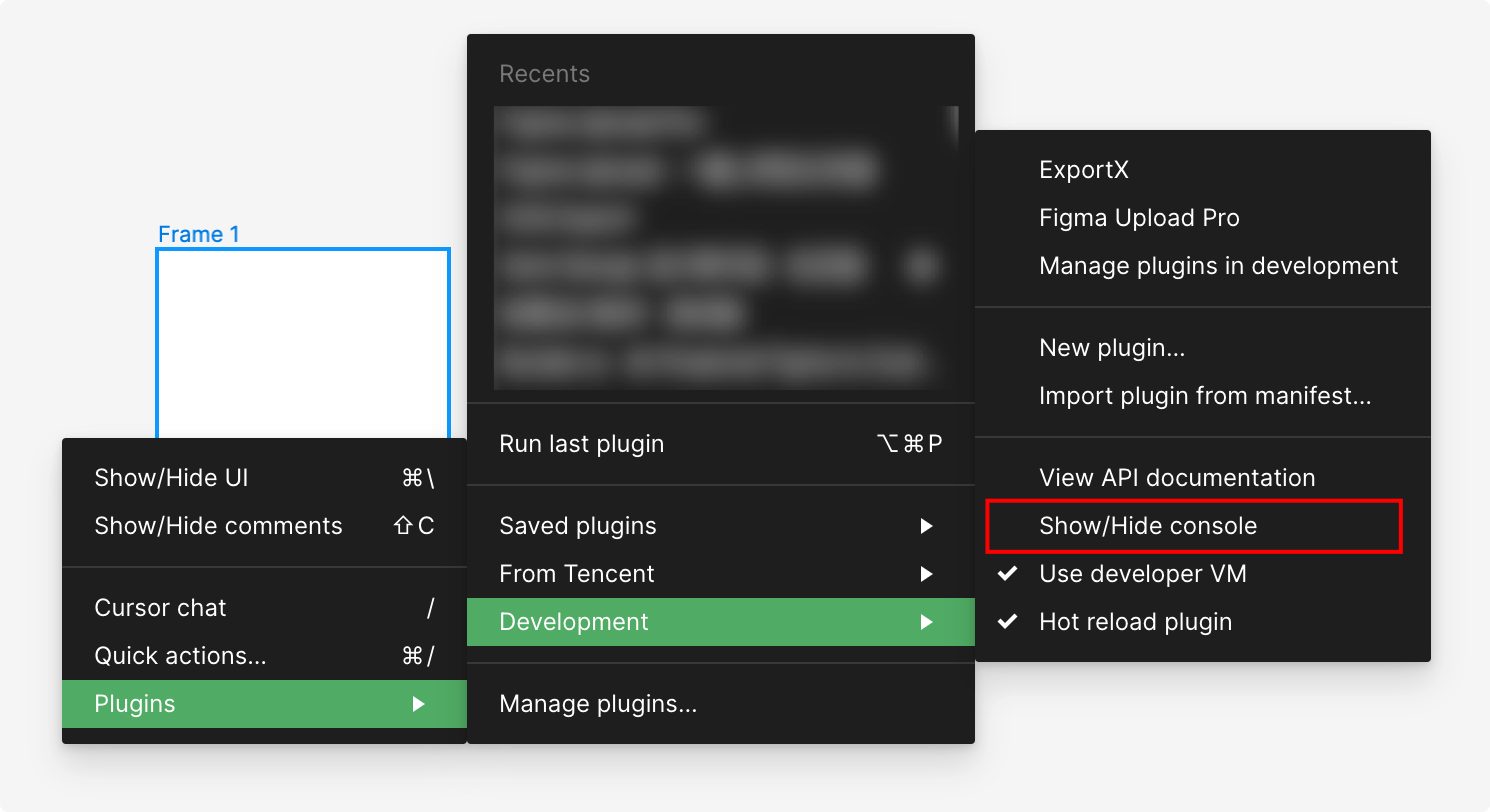 Frame 1
Show/Hide UI ⌘\
Show/Hide comments ⇧C
Cursor chat /
Quick actions... ⌘/
Plugins
Recents
Run last plugin ⌥⌘P
Saved plugins
From Tencent
Development
Manage plugins...
ExportX
Figma Upload Pro
Manage plugins in development
New plugin...
Import plugin from manifest...
View API documentation
Show/Hide console
Use developer VM
Hot reload plugin